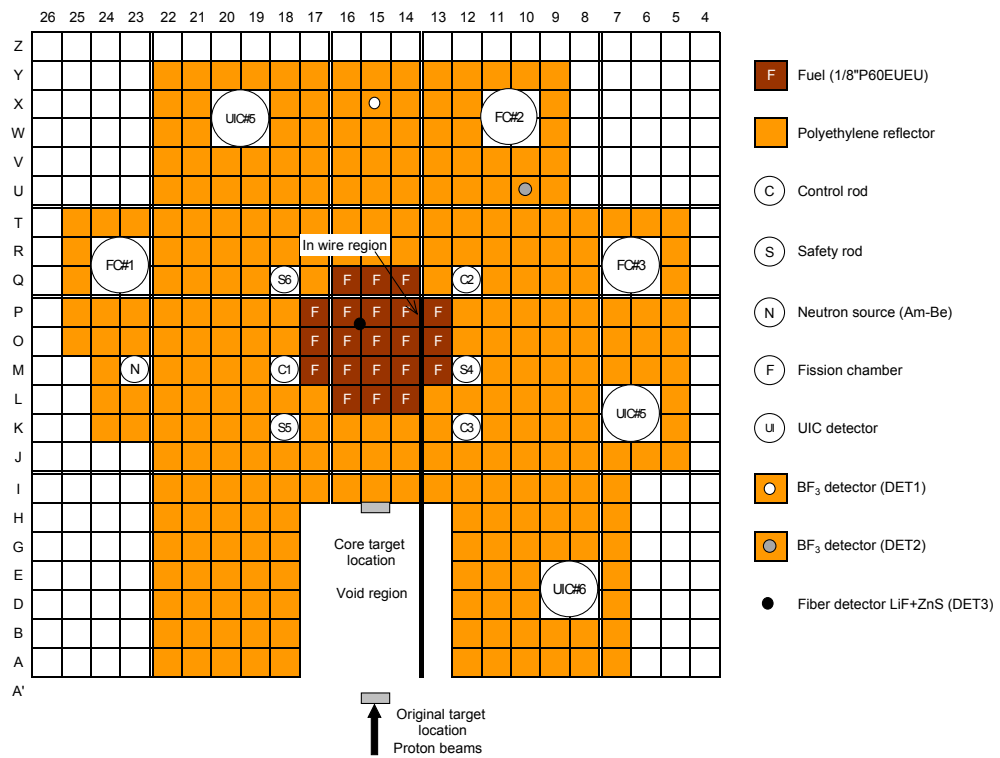 26 25 24 23 22 21 20 19 18 17 16 15 14 13 12 11 10 9 8 7 6 5 4
Z
Y
X
W
V
U
T
R
Q
P
O
M
L
K
J
I
H
G
E
D
B
A
A'
UIC#5
FC#2
In wire region
FC#1
FC#3
S6
F F F
C2
F F F F F
F F F F F
N
C1
F F F F F
S4
F F F
UIC#5
S5
C3
Core target
location
Void region
UIC#6
Original target
location
Proton beams
F Fuel (1/8"P60EUEU)
Polyethylene reflector
C Control rod
S Safety rod
N Neutron source (Am-Be)
F Fission chamber
UI UIC detector
BF₃ detector (DET1)
BF₃ detector (DET2)
Fiber detector LiF+ZnS (DET3)